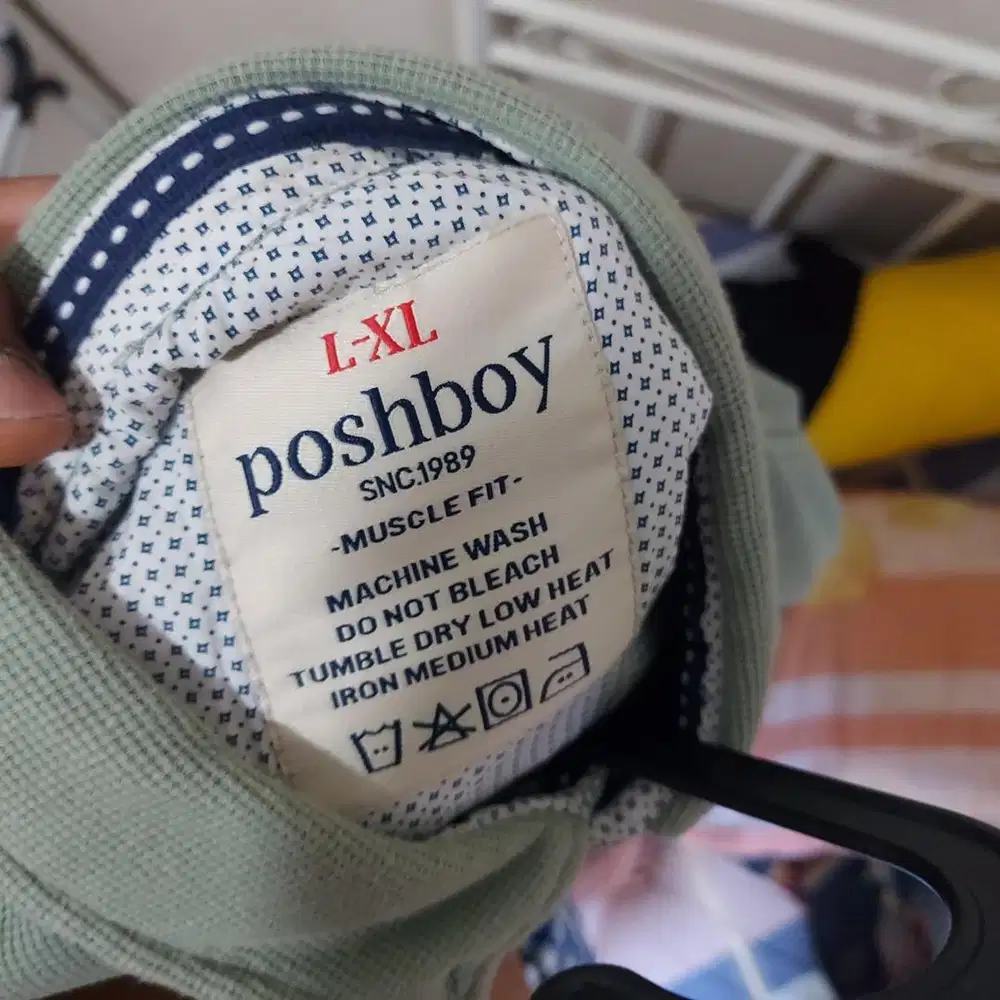 L-XL
poshboy
SNC.1989
-MUSCLE FIT-
MACHINE WASH
DO NOT BLEACH
TUMBLE DRY LOW HEAT
IRON MEDIUM HEAT